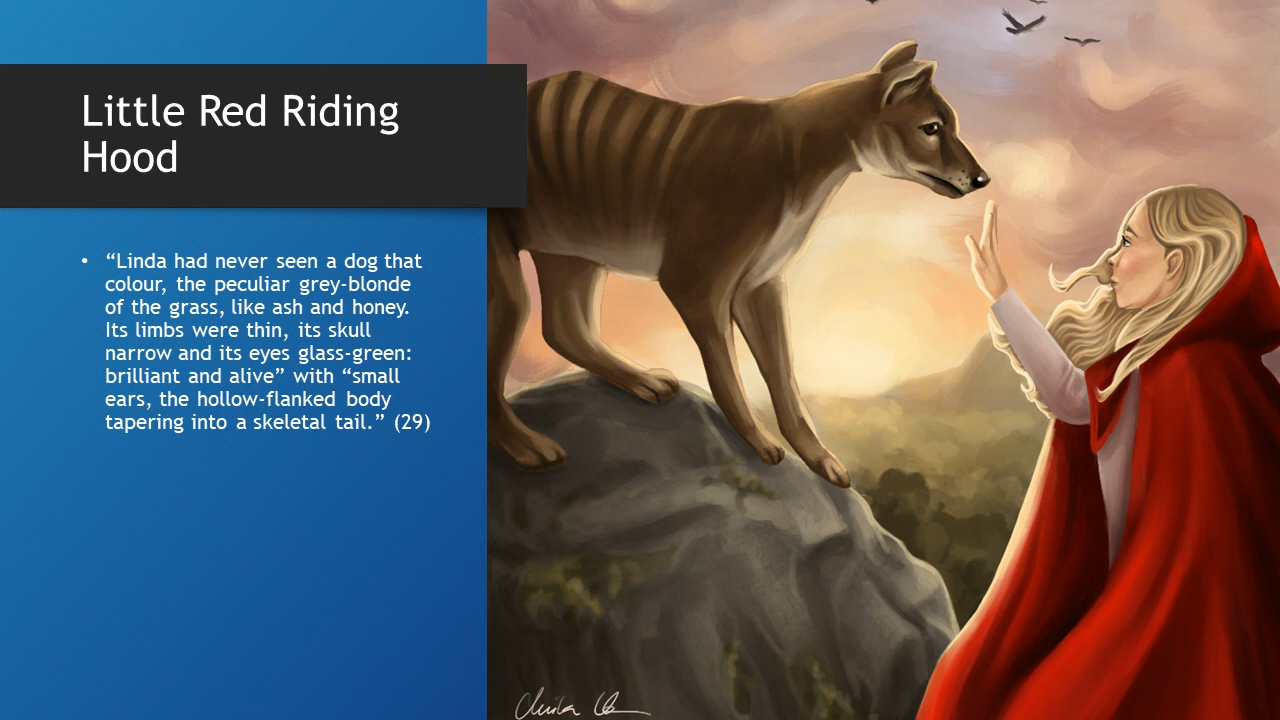 Little Red Riding
Hood
• “Linda had never seen a dog that
colour, the peculiar grey-blonde
of the grass, like ash and honey.
Its limbs were thin, its skull
narrow and its eyes glass-green:
brilliant and alive” with “small
ears, the hollow-flanked body
tapering into a skeletal tail.” (29)